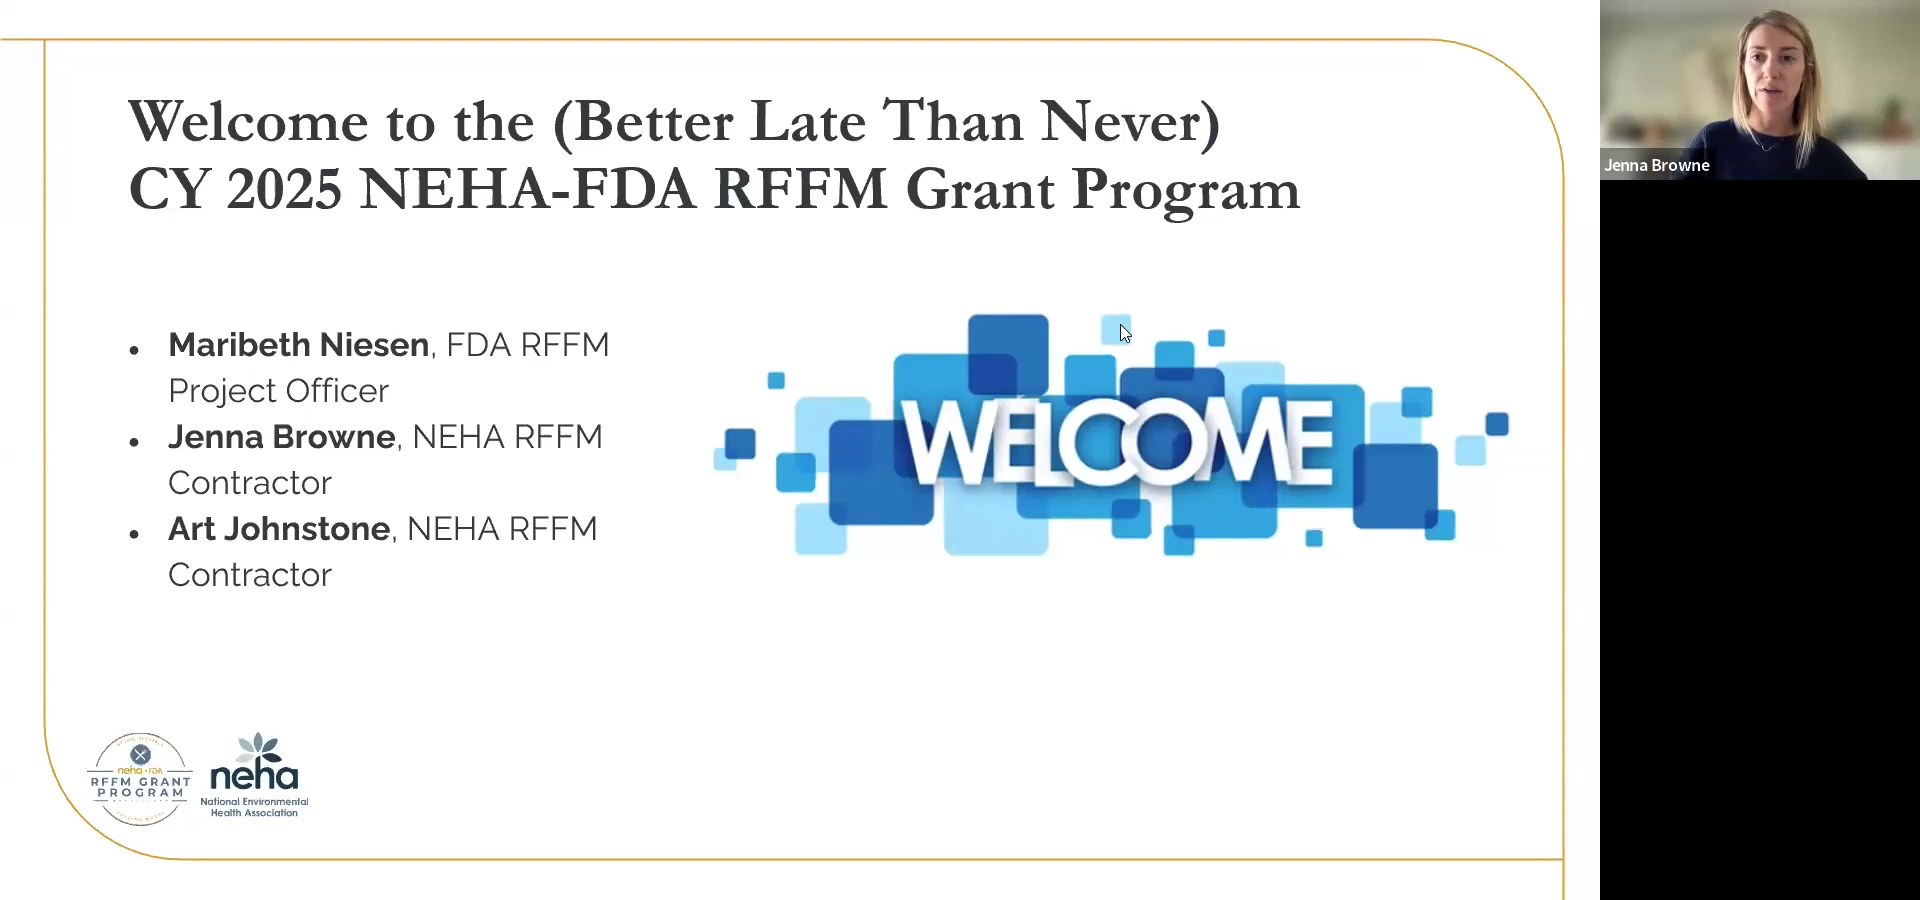 Welcome to the (Better Late Than Never)
CY 2025 NEHA-FDA RFFM Grant Program
• Maribeth Niesen, FDA RFFM
Project Officer
• Jenna Browne, NEHA RFFM
Contractor
• Art Johnstone, NEHA RFFM
Contractor
WELCOME
neha-FDA
RFFM GRANT
PROGRAM
neha
National Environmental
Health Association
Jenna Browne